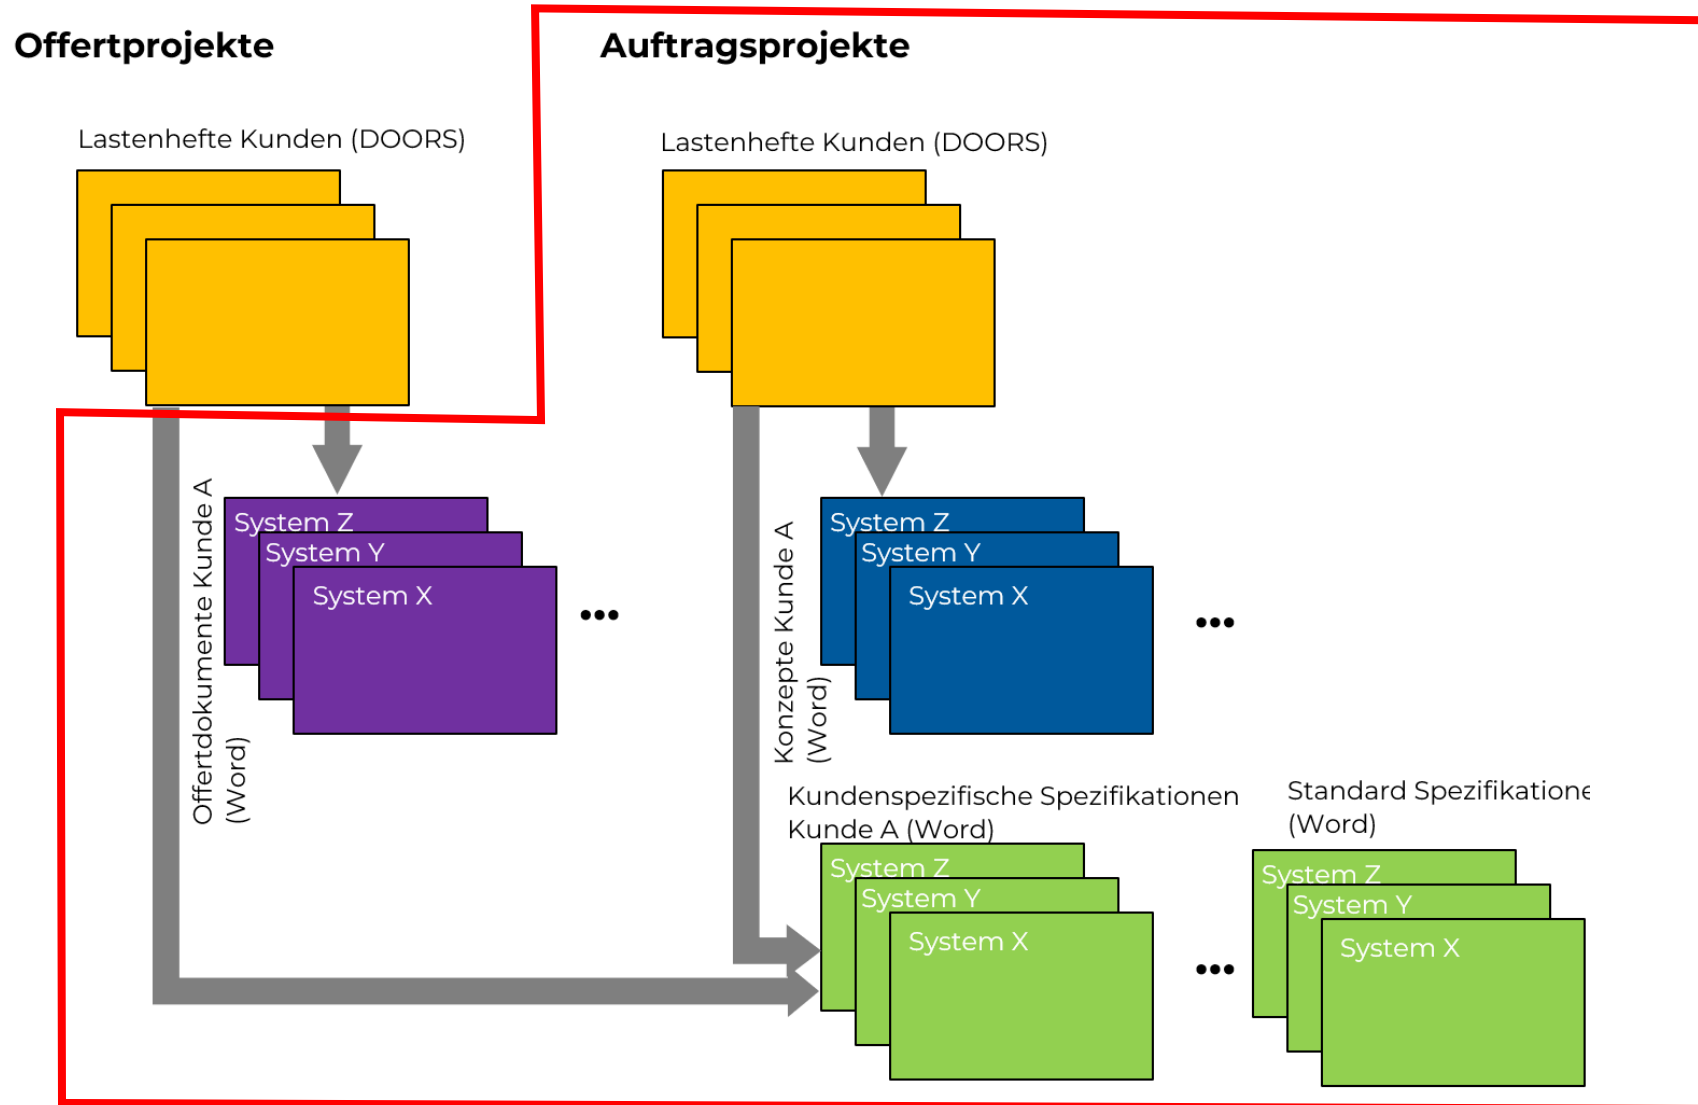 Offertprojekte
Auftragsprojekte
Lastenhefte Kunden (DOORS)
Lastenhefte Kunden (DOORS)
Offertdokumente Kunde A
(Word)
System Z
System Y
System X
...
Konzepte Kunde A
(Word)
System Z
System Y
System X
...
Kundenspezifische Spezifikationen
Kunde A (Word)
System Z
System Y
System X
...
Standard Spezifikatione
(Word)
System Z
System Y
System X